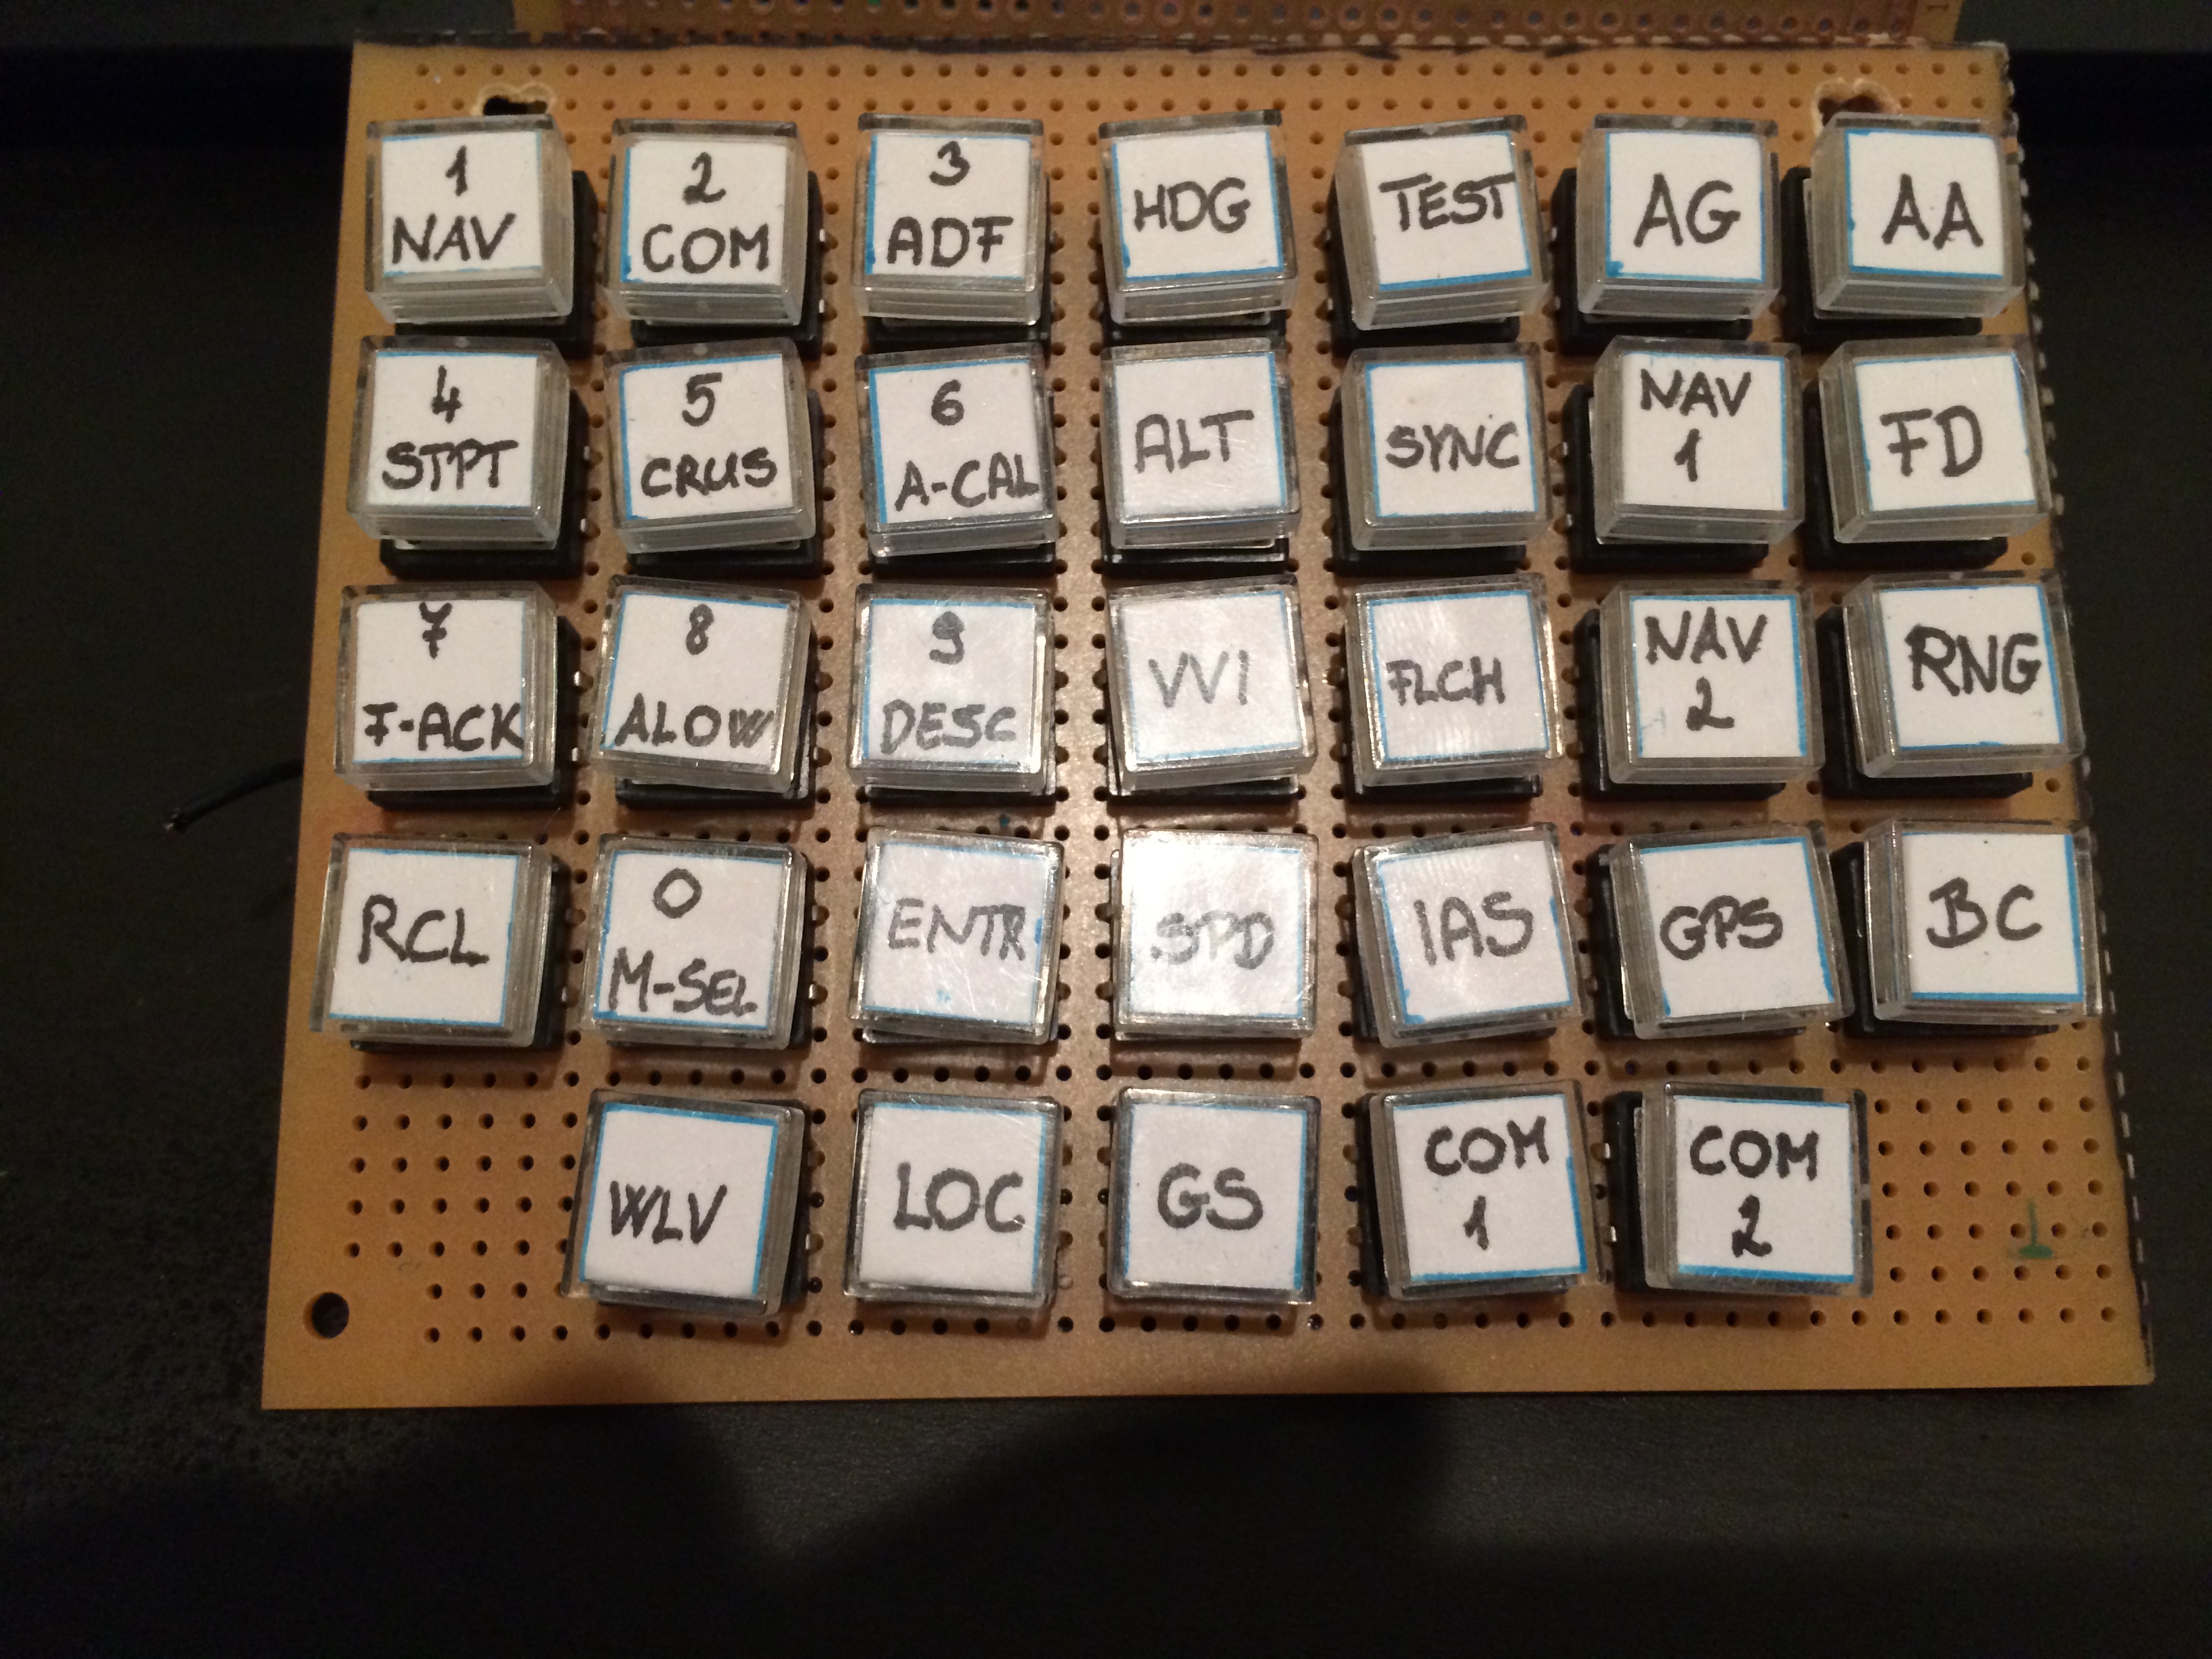 1
NAV
2
COM
3
ADF
HDG
TEST
AG
AA
4
STPT
5
CRUS
6
A-CAL
ALT
SYNC
NAV
1
FD
7
F-ACK
8
ALOW
9
DESC
VVI
FLCH
NAV
2
RNG
RCL
0
M-SEL
ENTR
SPD
IAS
GPS
BC
WLV
LOC
GS
COM
1
COM
2